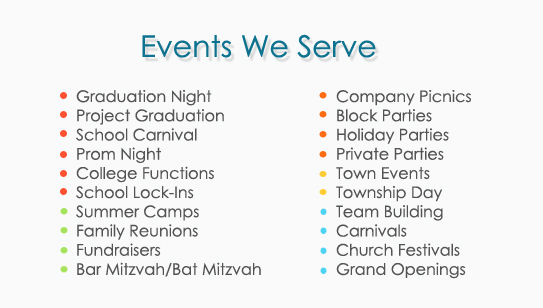 Events We Serve
Graduation Night
Project Graduation
School Carnival
Prom Night
College Functions
School Lock-Ins
Summer Camps
Family Reunions
Fundraisers
Bar Mitzvah/Bat Mitzvah
Company Picnics
Block Parties
Holiday Parties
Private Parties
Town Events
Township Day
Team Building
Carnivals
Church Festivals
Grand Openings